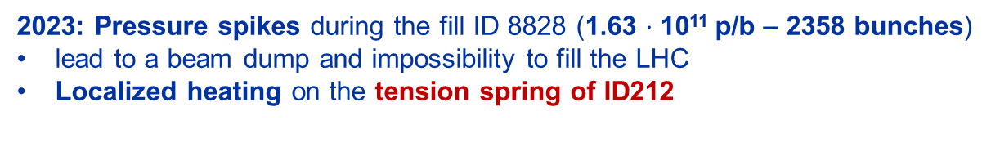 2023: Pressure spikes during the fill ID 8828 (1.63 · 10¹¹ p/b – 2358 bunches)
• lead to a beam dump and impossibility to fill the LHC
• Localized heating on the tension spring of ID212